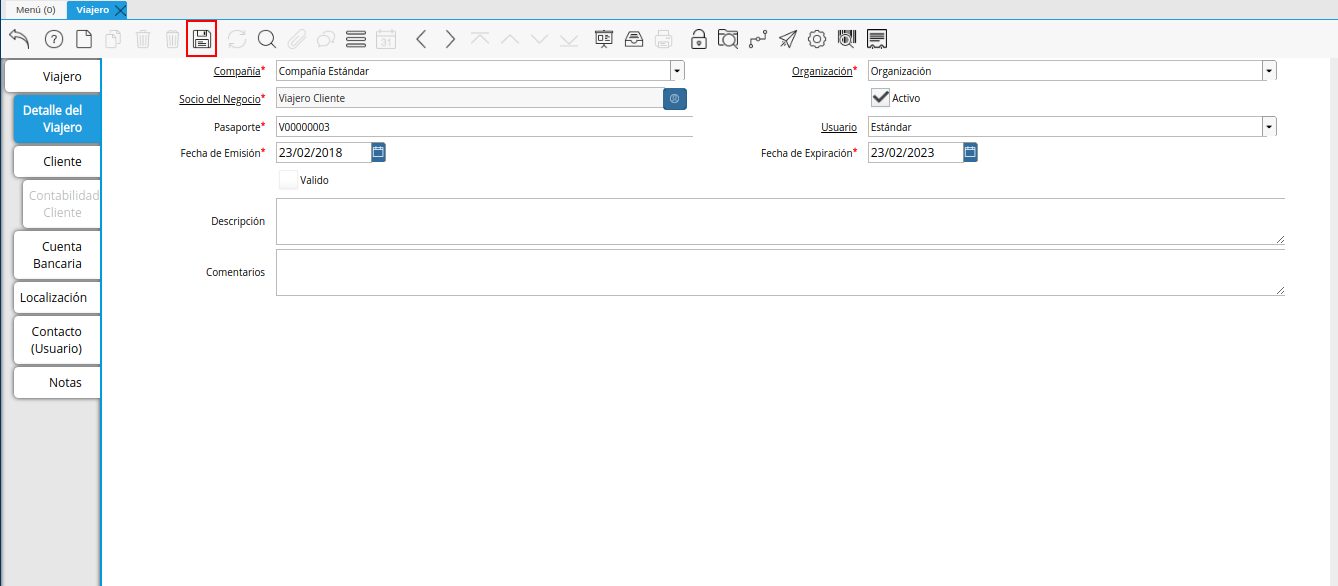 Menú (0)
Viajero
?
31
Viajero
Detalle del
Viajero
Cliente
Contabilidad
Cliente
Cuenta
Bancaria
Localización
Contacto
(Usuario)
Notas
Compañía* Compañía Estándar
Organización* Organización
Socio del Negocio* Viajero Cliente
Activo
Pasaporte* V00000003
Usuario Estándar
Fecha de Emisión* 23/02/2018
Fecha de Expiración* 23/02/2023
Valido
Descripción
Comentarios